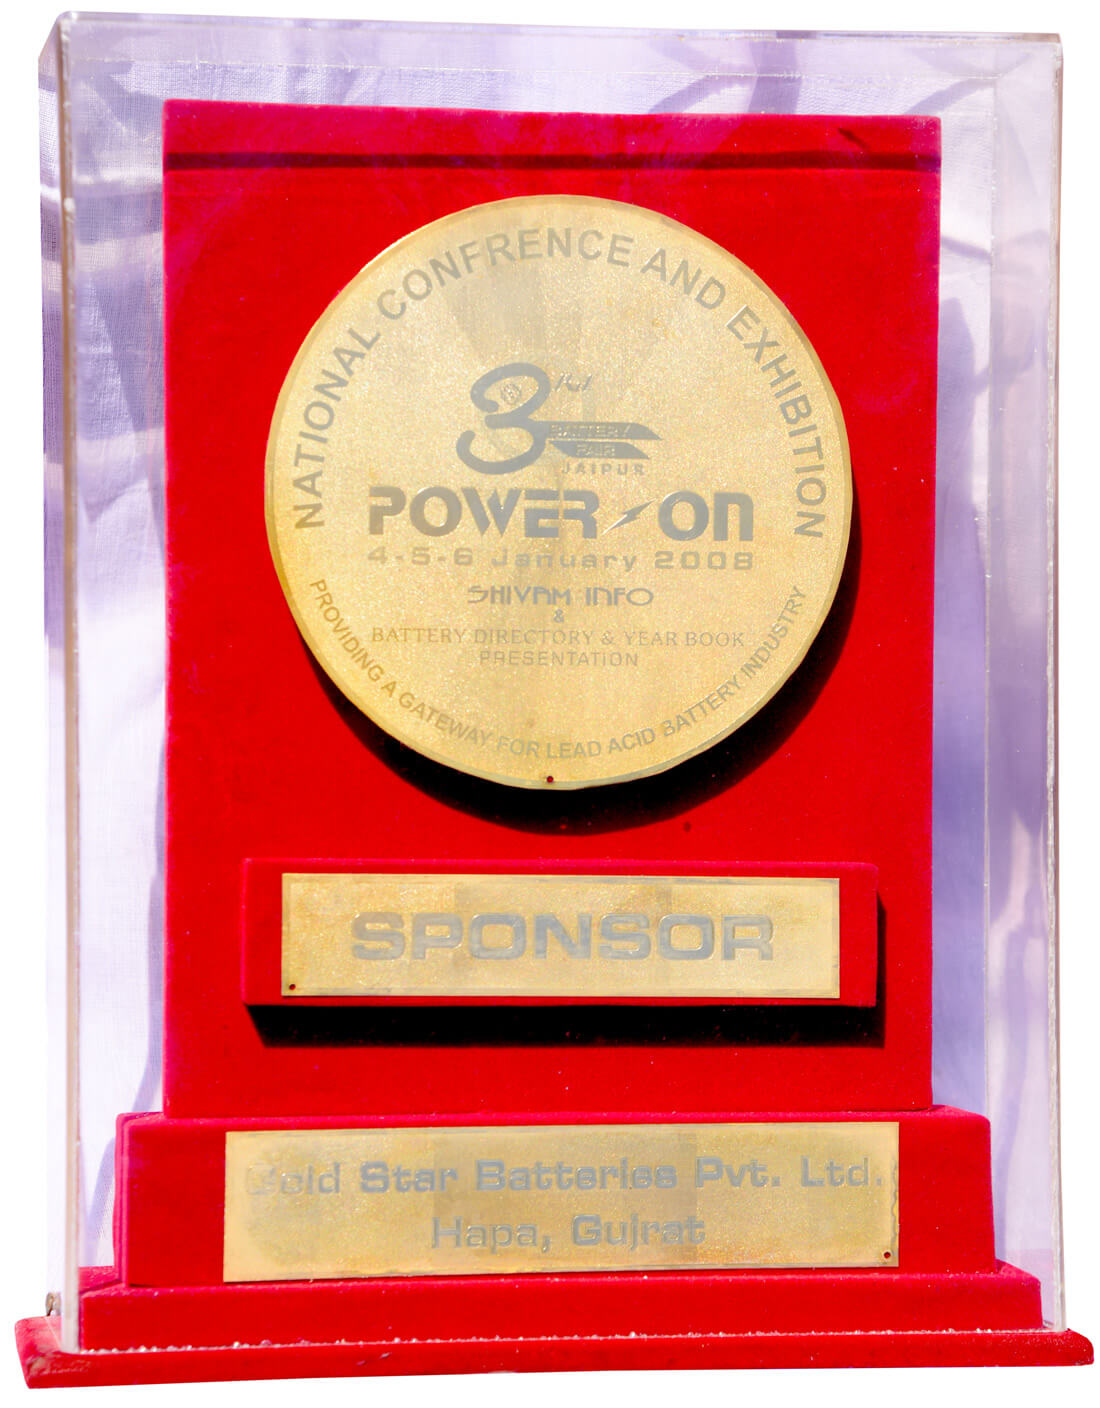 NATIONAL CONFRENCE AND EXHIBITION
3rd
BATTERY
FAIR
JAIPUR
POWER-ON
4-5-6 January 2008
SHIVAM INFO
&
BATTERY DIRECTORY & YEAR BOOK
PRESENTATION
PROVIDING A GATEWAY FOR LEAD ACID BATTERY INDUSTRY
SPONSOR
Gold Star Batteries Pvt. Ltd.
Hapa, Gujrat